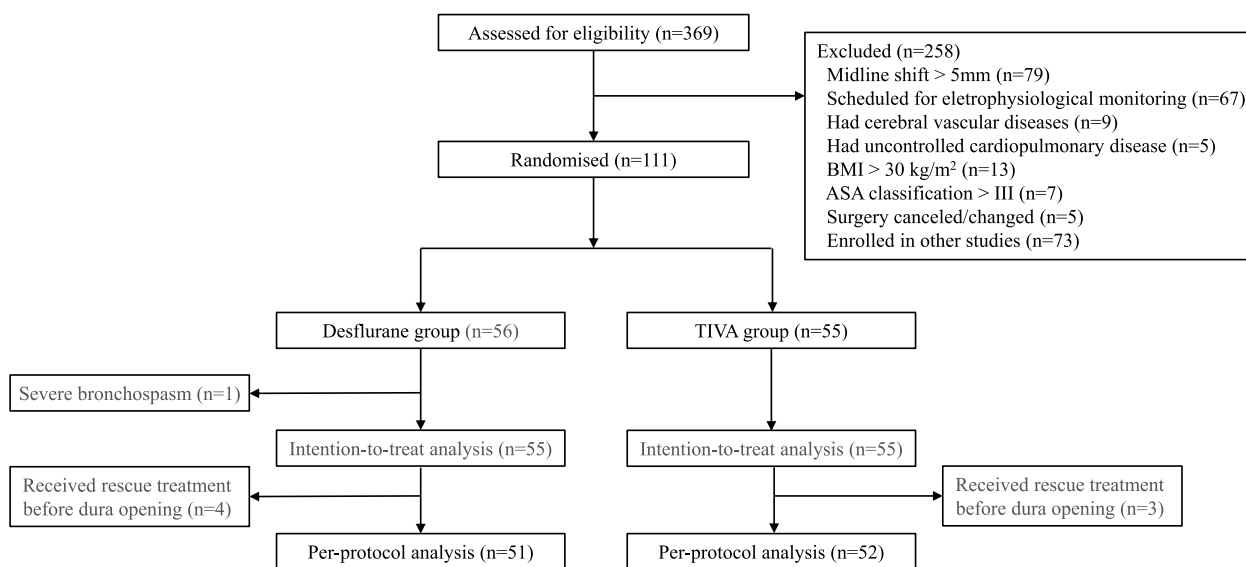 Assessed for eligibility (n=369)
Excluded (n=258)
Midline shift > 5mm (n=79)
Scheduled for eletrophysiological monitoring (n=67)
Had cerebral vascular diseases (n=9)
Had uncontrolled cardiopulmonary disease (n=5)
BMI > 30 kg/m² (n=13)
ASA classification > III (n=7)
Surgery canceled/changed (n=5)
Enrolled in other studies (n=73)
Randomised (n=111)
Desflurane group (n=56)
TIVA group (n=55)
Severe bronchospasm (n=1)
Intention-to-treat analysis (n=55)
Intention-to-treat analysis (n=55)
Received rescue treatment
before dura opening (n=4)
Received rescue treatment
before dura opening (n=3)
Per-protocol analysis (n=51)
Per-protocol analysis (n=52)